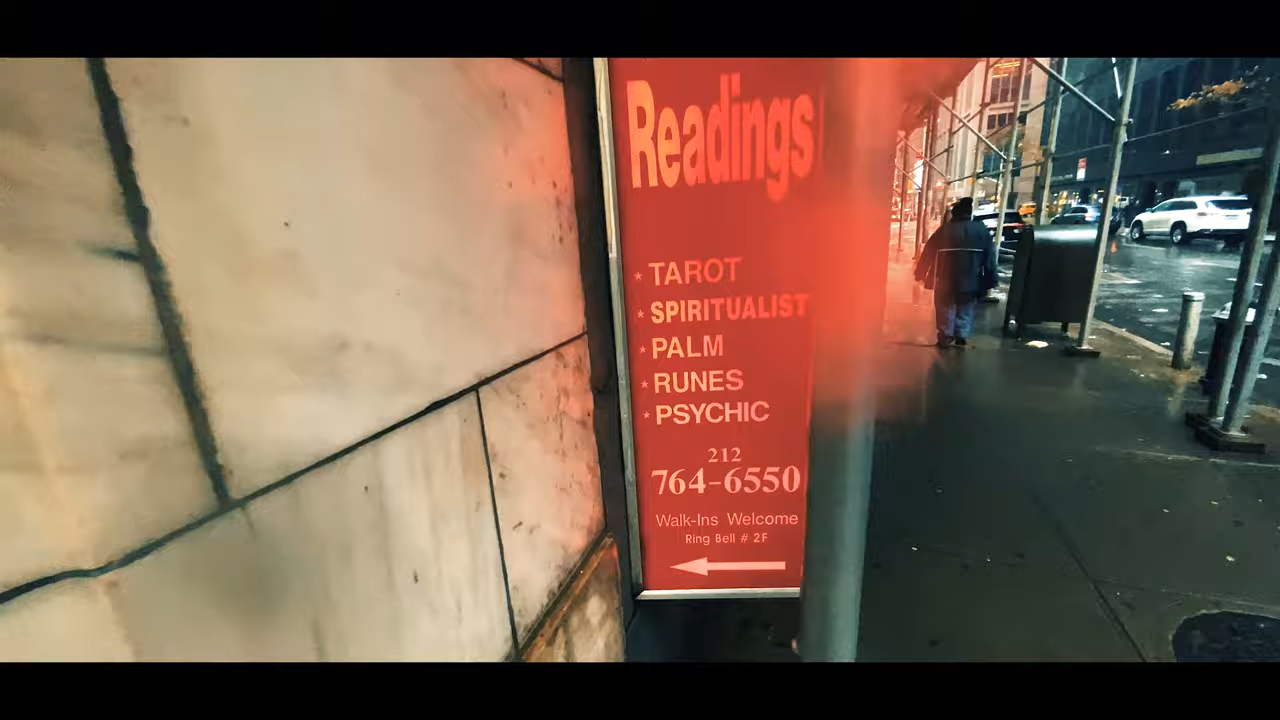 Readings
* TAROT
* SPIRITUALIST
* PALM
* RUNES
* PSYCHIC
212
764-6550
Walk-Ins Welcome
Ring Bell # 2F